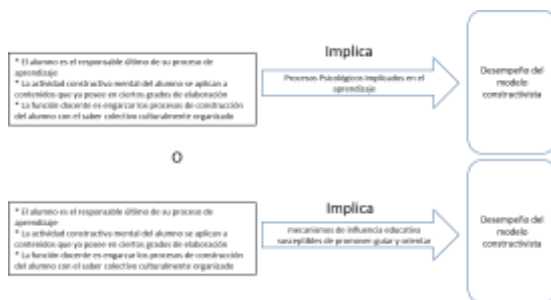 Implica
* El alumno es el responsable último de su proceso de
aprendizaje
* La actividad constructiva mental del alumno se aplican a
contenidos que ya posee en ciertos grados de elaboración
* La función docente es engarzar los procesos de construcción
del alumno con el saber colectivo culturalmente organizado
Procesos Psicológicos implicados en el
aprendizaje
Desempeño del
modelo
constructivista
O
Implica
* El alumno es el responsable último de su proceso de
aprendizaje
* La actividad constructiva mental del alumno se aplican a
contenidos que ya posee en ciertos grados de elaboración
* La función docente es engarzar los procesos de construcción
del alumno con el saber colectivo culturalmente organizado
mecanismos de influencia educativa
susceptibles de promover guiar y orientar
Desempeño del
modelo
constructivista